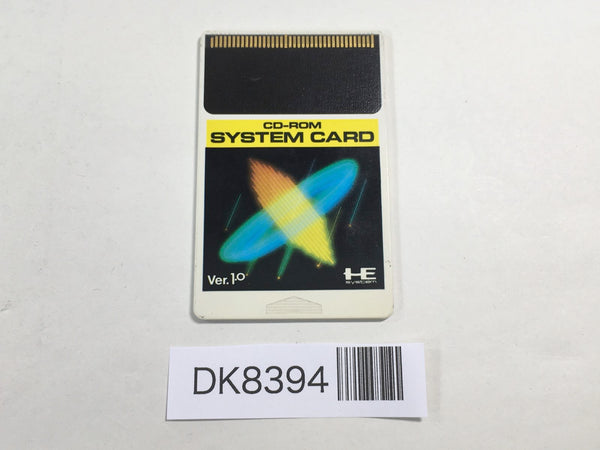 CD-ROM
SYSTEM CARD
Ver. 1.0
HE
system
DK8394